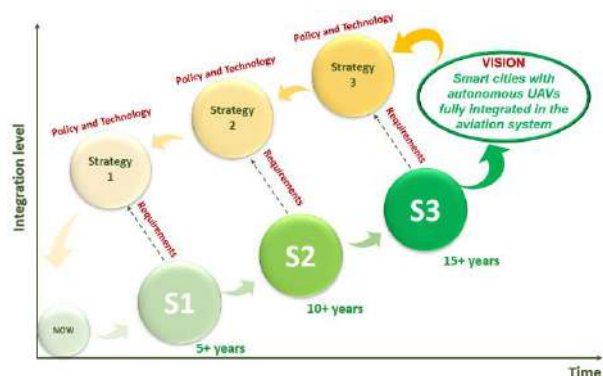 Policy and Technology
Strategy
3
VISION
Smart cities with
autonomous UAVs
fully integrated in the
aviation system
Policy and Technology
Strategy
2
Requirements
Policy and Technology
Strategy
1
Requirements
S3
15+ years
Requirements
S2
10+ years
S1
5+ years
NOW
Integration level
Time